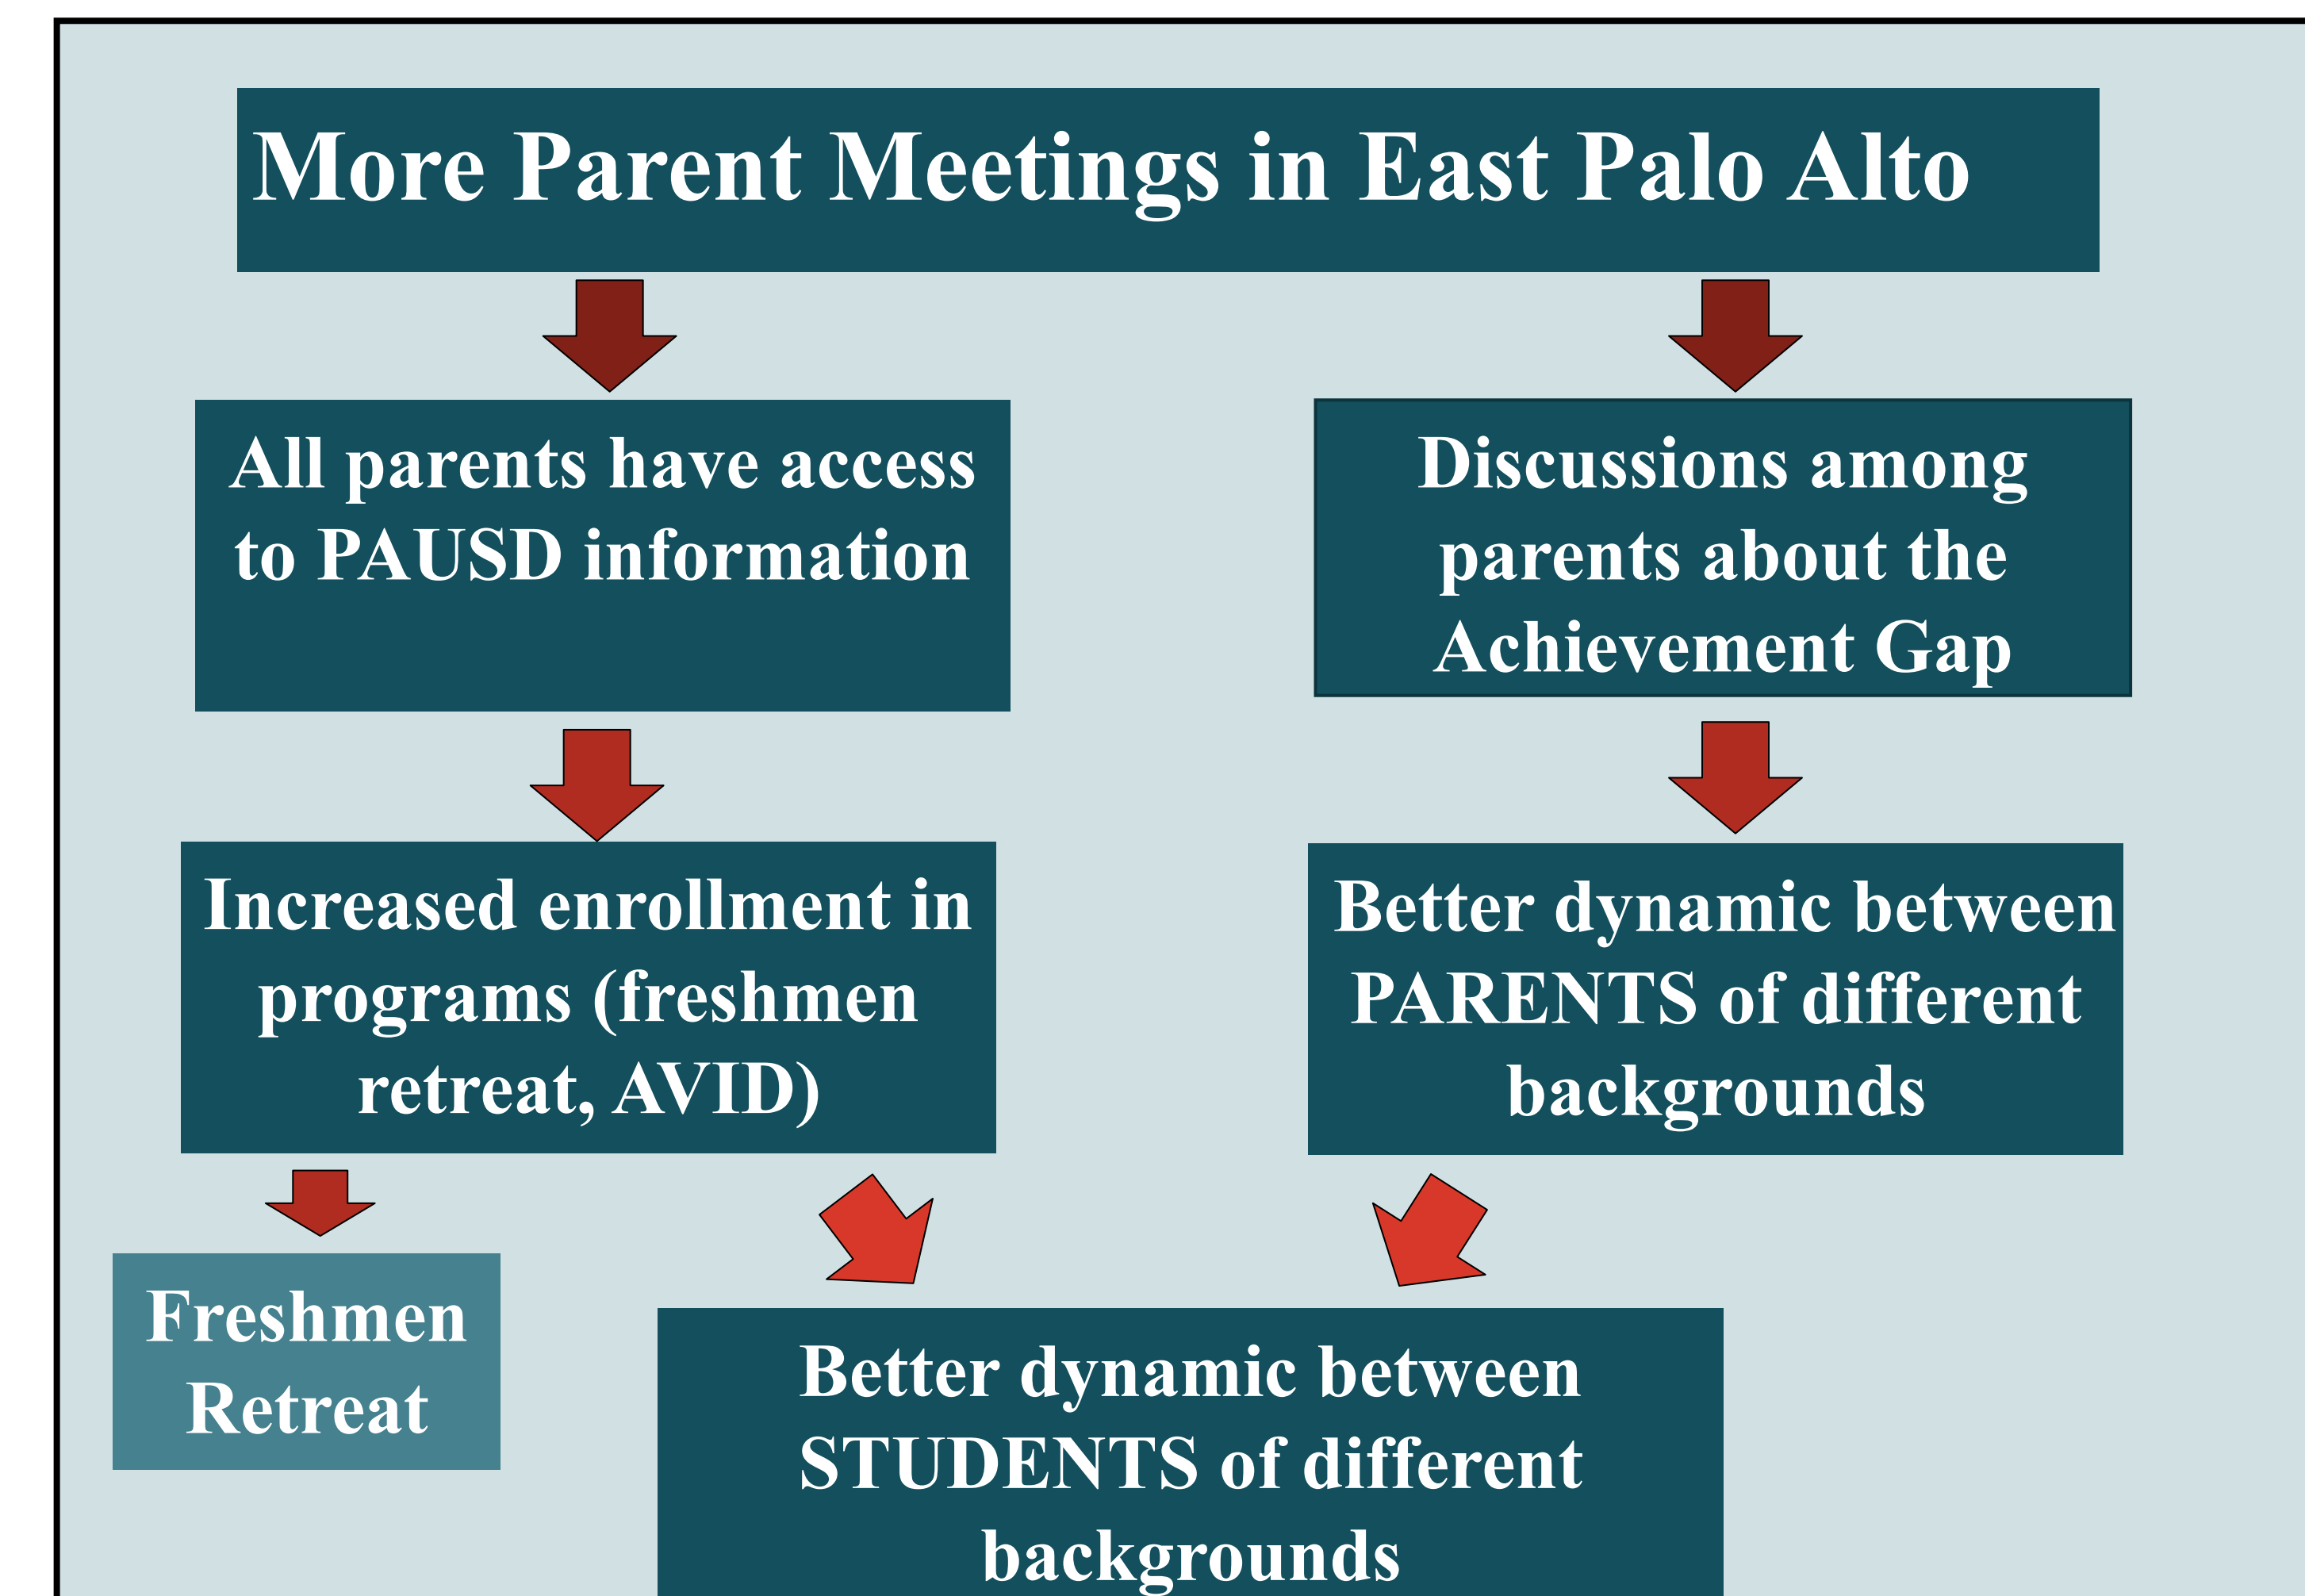 More Parent Meetings in East Palo Alto
All parents have access
to PAUSD information
Discussions among
parents about the
Achievement Gap
Increased enrollment in
programs (freshmen
retreat, AVID)
Better dynamic between
PARENTS of different
backgrounds
Freshmen
Retreat
Better dynamic between
STUDENTS of different
backgrounds